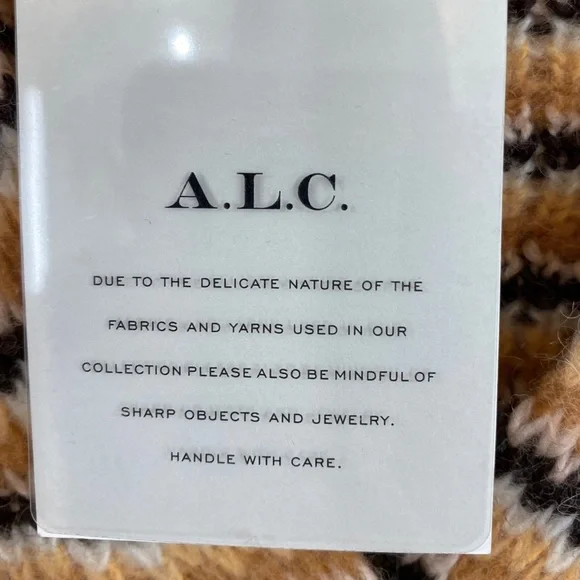 A.L.C.
DUE TO THE DELICATE NATURE OF THE
FABRICS AND YARNS USED IN OUR
COLLECTION PLEASE ALSO BE MINDFUL OF
SHARP OBJECTS AND JEWELRY.
HANDLE WITH CARE.